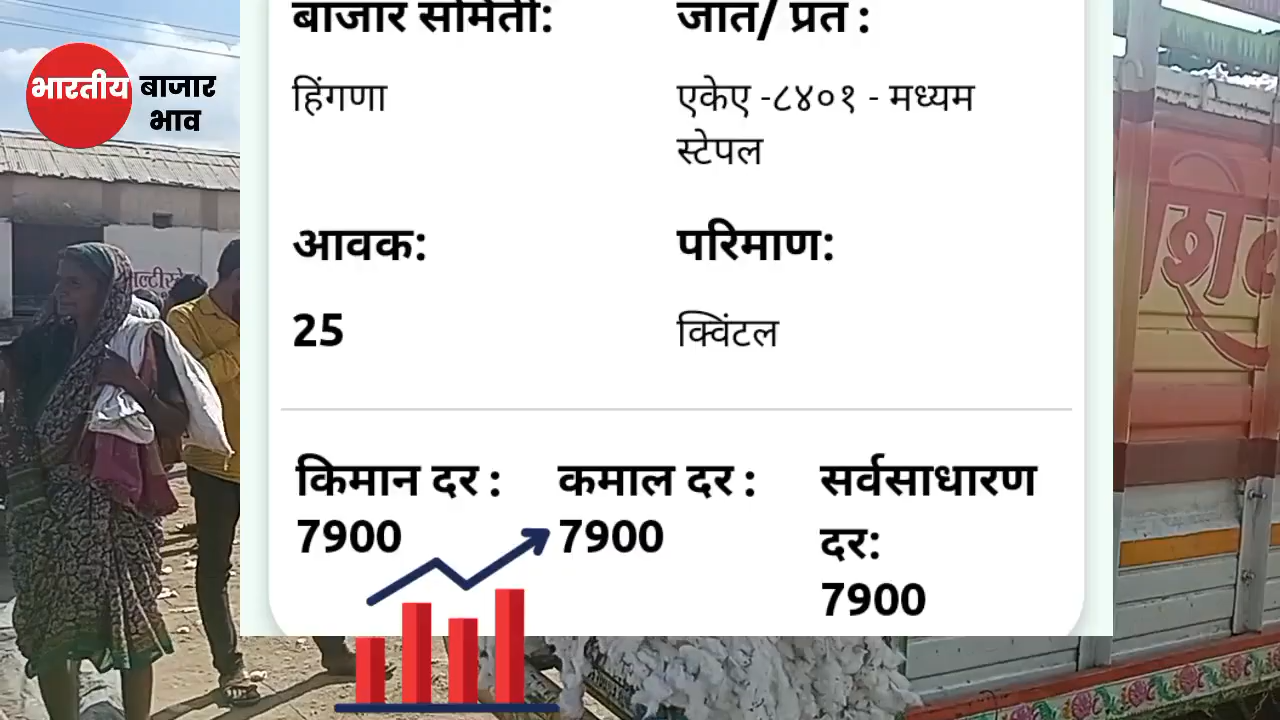 भारतीय बाजार
भाव
बाजार समिती:
जात/ प्रत :
हिंगणा
एकेए -८४०१ - मध्यम
स्टेपल
आवक:
परिमाण:
25
क्विंटल
किमान दर :
कमाल दर :
सर्वसाधारण
दर:
7900
7900
7900